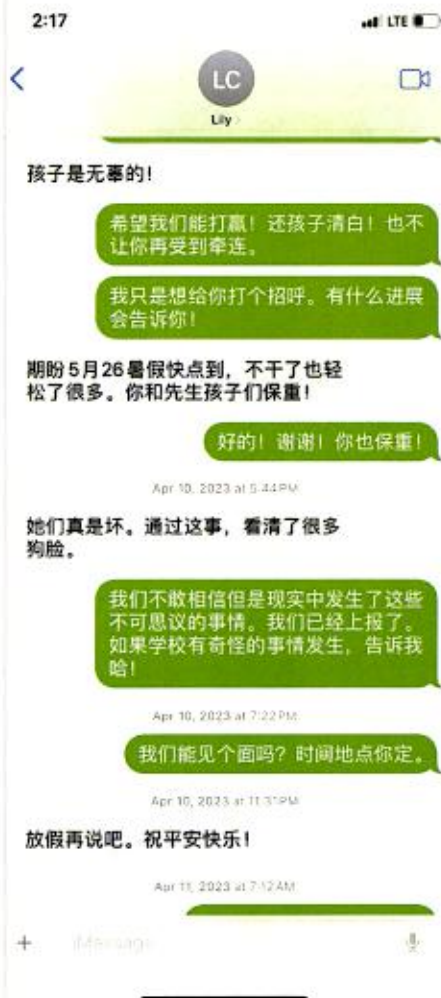 2:17
LTE
LC
Lily
孩子是无辜的！
希望我们能打赢！还孩子清白！也不
让你再受到牵连。
我只是想给你打个招呼。有什么进展
会告诉你！
期盼5月26暑假快点到，不干了也轻
松了很多。你和先生孩子们保重！
好的！谢谢！你也保重！
Apr 10, 2023 at 5:44 PM
她们真是坏。通过这事，看清了很多
狗脸。
我们不敢相信但是现实中发生了这些
不可思议的事情。我们已经上报了。
如果学校有奇怪的事情发生，告诉我
哈！
Apr 10, 2023 at 7:22 PM
我们能见个面吗？时间地点你定。
Apr 10, 2023 at 11:31 PM
放假再说吧。祝平安快乐！
Apr 11, 2023 at 7:12 AM
iMessage